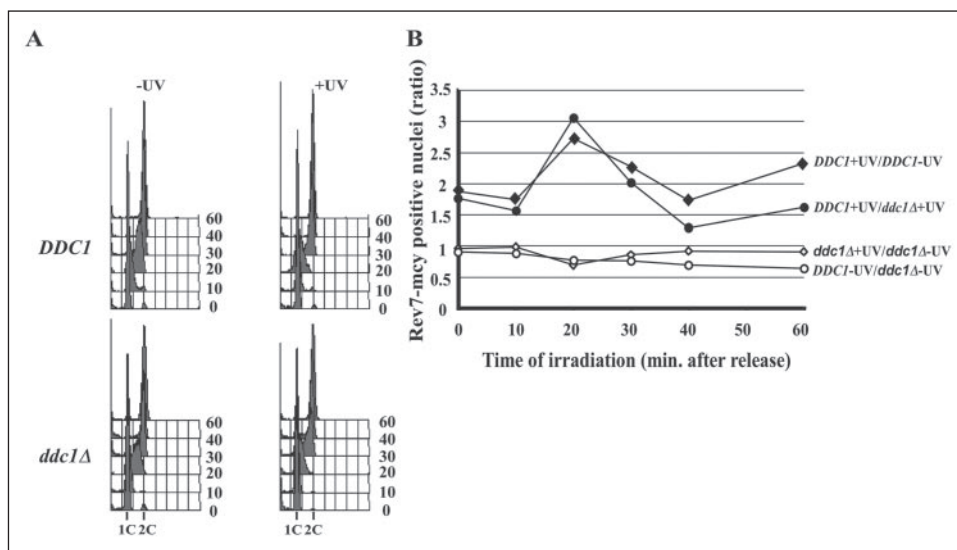 A
-UV
+UV
DDC1
60
40
30
20
10
0
60
40
30
20
10
0
ddc1Δ
60
40
30
20
10
0
60
40
30
20
10
0
1C 2C
1C 2C
B
Rev7-mcy positive nuclei (ratio)
3.5
3
2.5
2
1.5
1
0.5
0
0 10 20 30 40 50 60
Time of irradiation (min. after release)
DDC1+UV/DDC1-UV
DDC1+UV/ddc1Δ+UV
ddc1Δ+UV/ddc1Δ-UV
DDC1-UV/ddc1Δ-UV